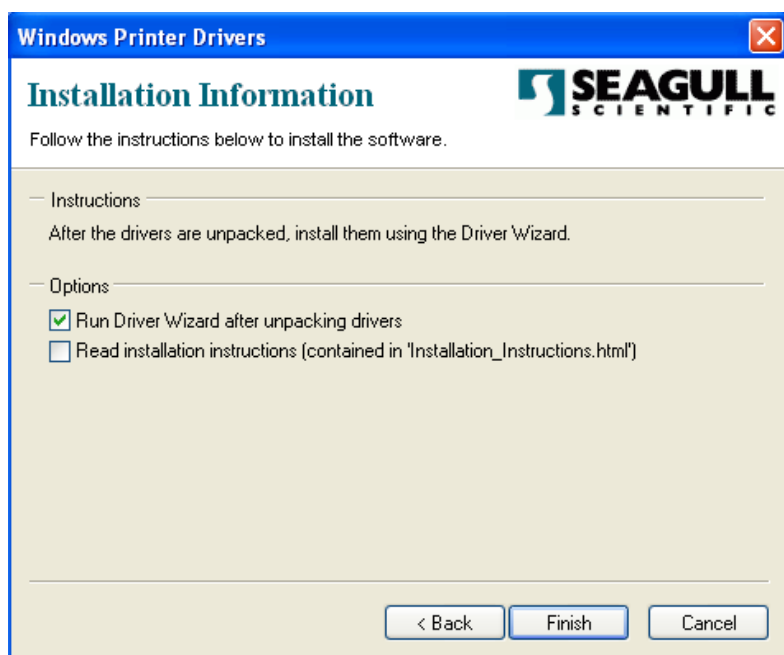 Windows Printer Drivers
Installation Information
SEAGULL
SCIENTIFIC
Follow the instructions below to install the software.
Instructions
After the drivers are unpacked, install them using the Driver Wizard.
Options
Run Driver Wizard after unpacking drivers
Read installation instructions (contained in 'Installation_Instructions.html')
< Back Finish Cancel